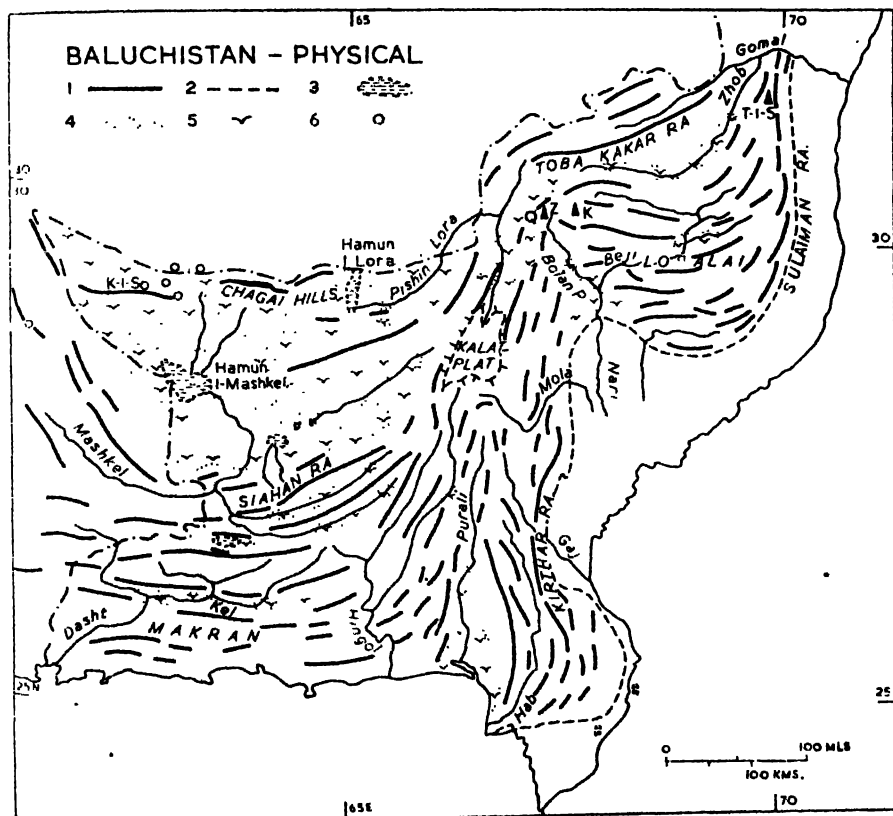 65
70
BALUCHISTAN – PHYSICAL
1 2 3
4 5 6
Gomal
Zhob
T-I-S
TOBA KAKAR RA
SULAIMAN RA.
30
30
Q Z K
Hamun
I Lora
Pishin Lora
Bolan P
Beji LORALAI
K-I-S
CHAGAI HILLS
KALAT
PLAT
Nari
Mola
Hamun
I-Mashkel
Mashkel
SIAHAN RA
Purali
KIRTHAR RA.
Gaj
Kej
Dasht
MAKRAN
Hingol
25N
25
Hab
0 100 MLS
100 KMS.
65E
70